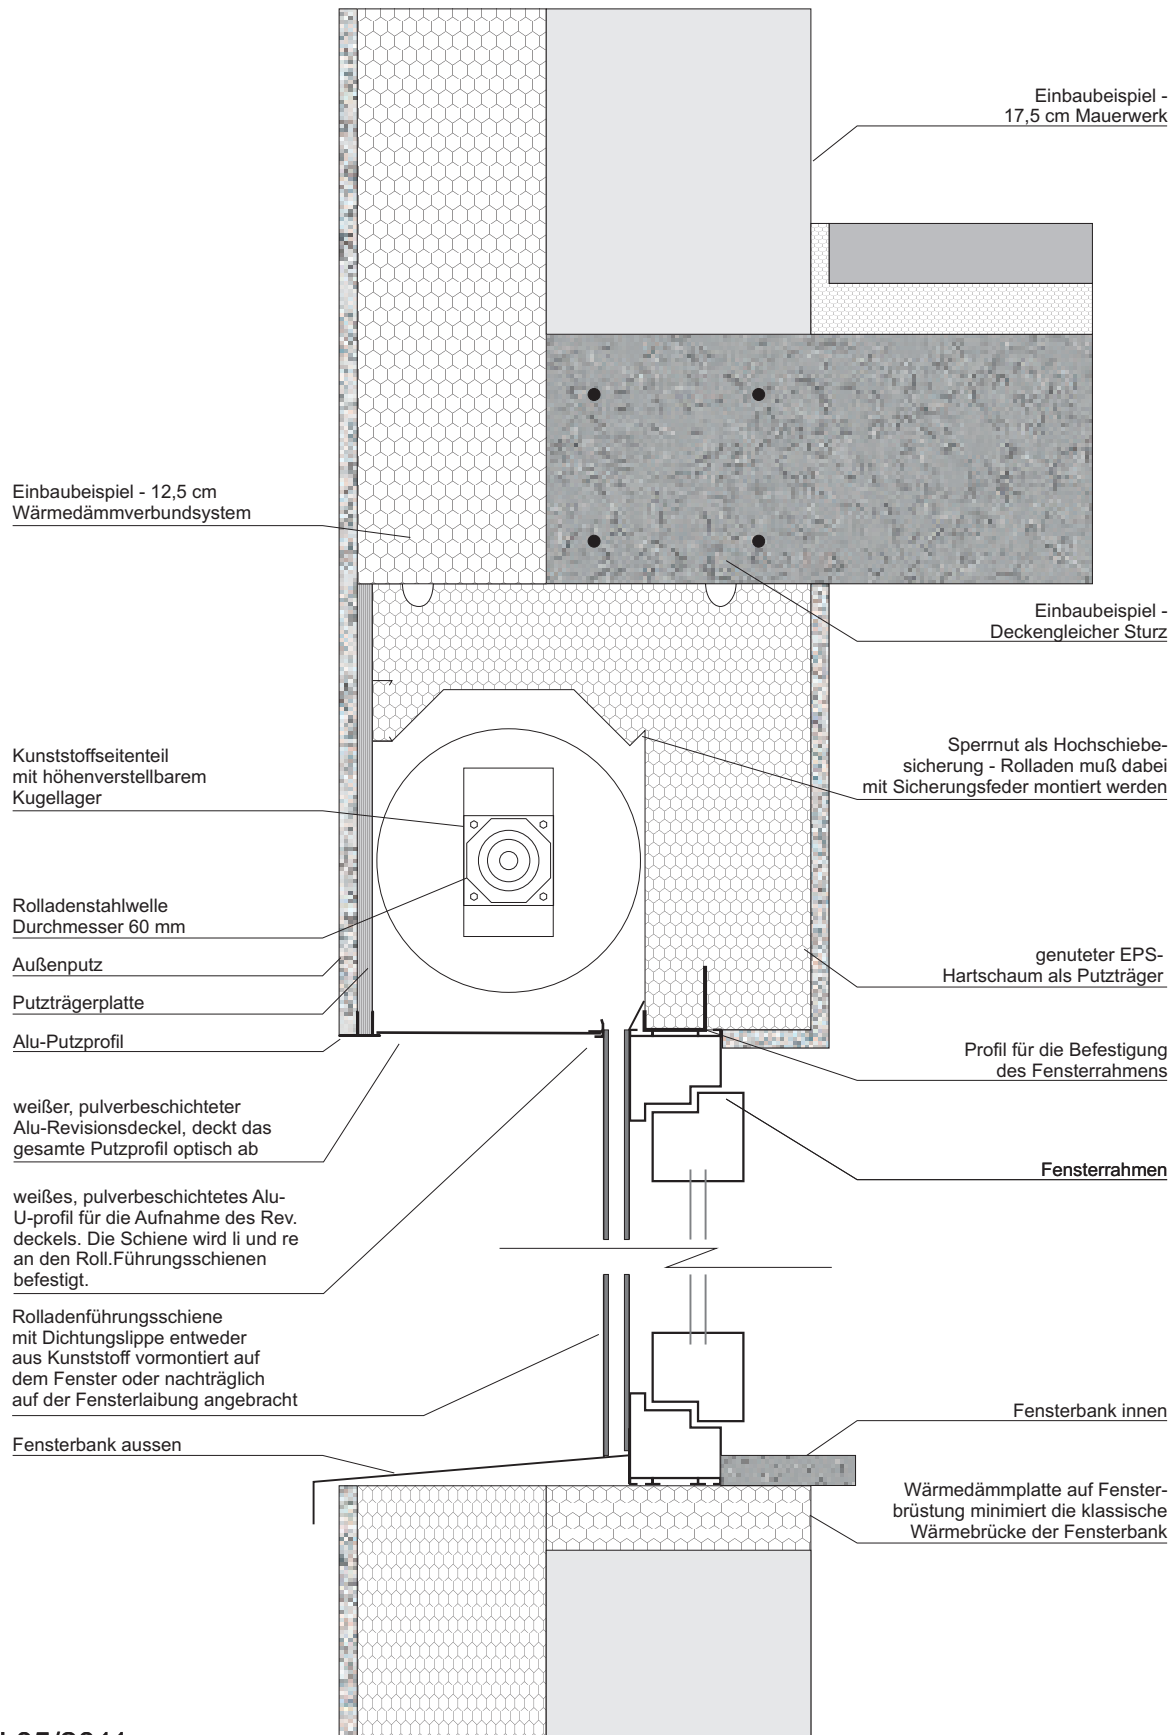 Einbaubeispiel -
17,5 cm Mauerwerk
Einbaubeispiel - 12,5 cm
Wärmedämmverbundsystem
Einbaubeispiel -
Deckengleicher Sturz
Kunststoffseitenteil
mit höhenverstellbarem
Kugellager
Sperrnut als Hochschiebe-
sicherung - Rolladen muß dabei
mit Sicherungsfeder montiert werden
Rolladenstahlwelle
Durchmesser 60 mm
Außenputz
genuteter EPS-
Hartschaum als Putzträger
Putzträgerplatte
Alu-Putzprofil
Profil für die Befestigung
des Fensterrahmens
weißer, pulverbeschichteter
Alu-Revisionsdeckel, deckt das
gesamte Putzprofil optisch ab
Fensterrahmen
weißes, pulverbeschichtetes Alu-
U-profil für die Aufnahme des Rev.
deckels. Die Schiene wird li und re
an den Roll.Führungsschienen
befestigt.
Rolladenführungsschiene
mit Dichtungslippe entweder
aus Kunststoff vormontiert auf
dem Fenster oder nachträglich
auf der Fensterlaibung angebracht
Fensterbank innen
Fensterbank aussen
Wärmedämmplatte auf Fenster-
brüstung minimiert die klassische
Wärmebrücke der Fensterbank